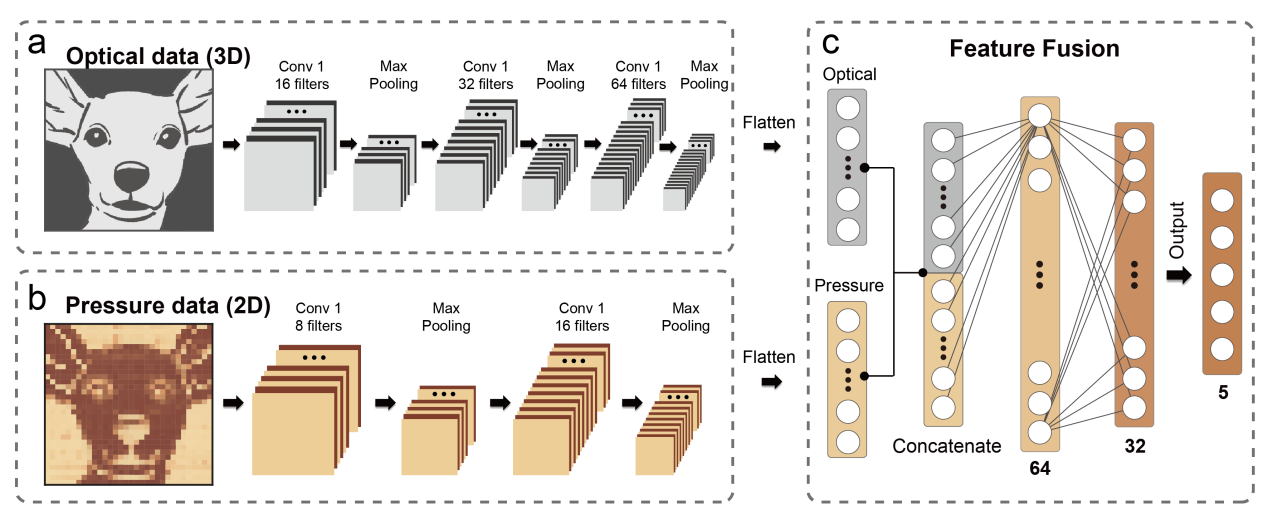 a
Optical data (3D)
Conv 1
16 filters
Max
Pooling
Conv 1
32 filters
Max
Pooling
Conv 1
64 filters
Max
Pooling
Flatten
b
Pressure data (2D)
Conv 1
8 filters
Max
Pooling
Conv 1
16 filters
Max
Pooling
Flatten
c
Feature Fusion
Optical
Pressure
Concatenate
64
32
Output
5